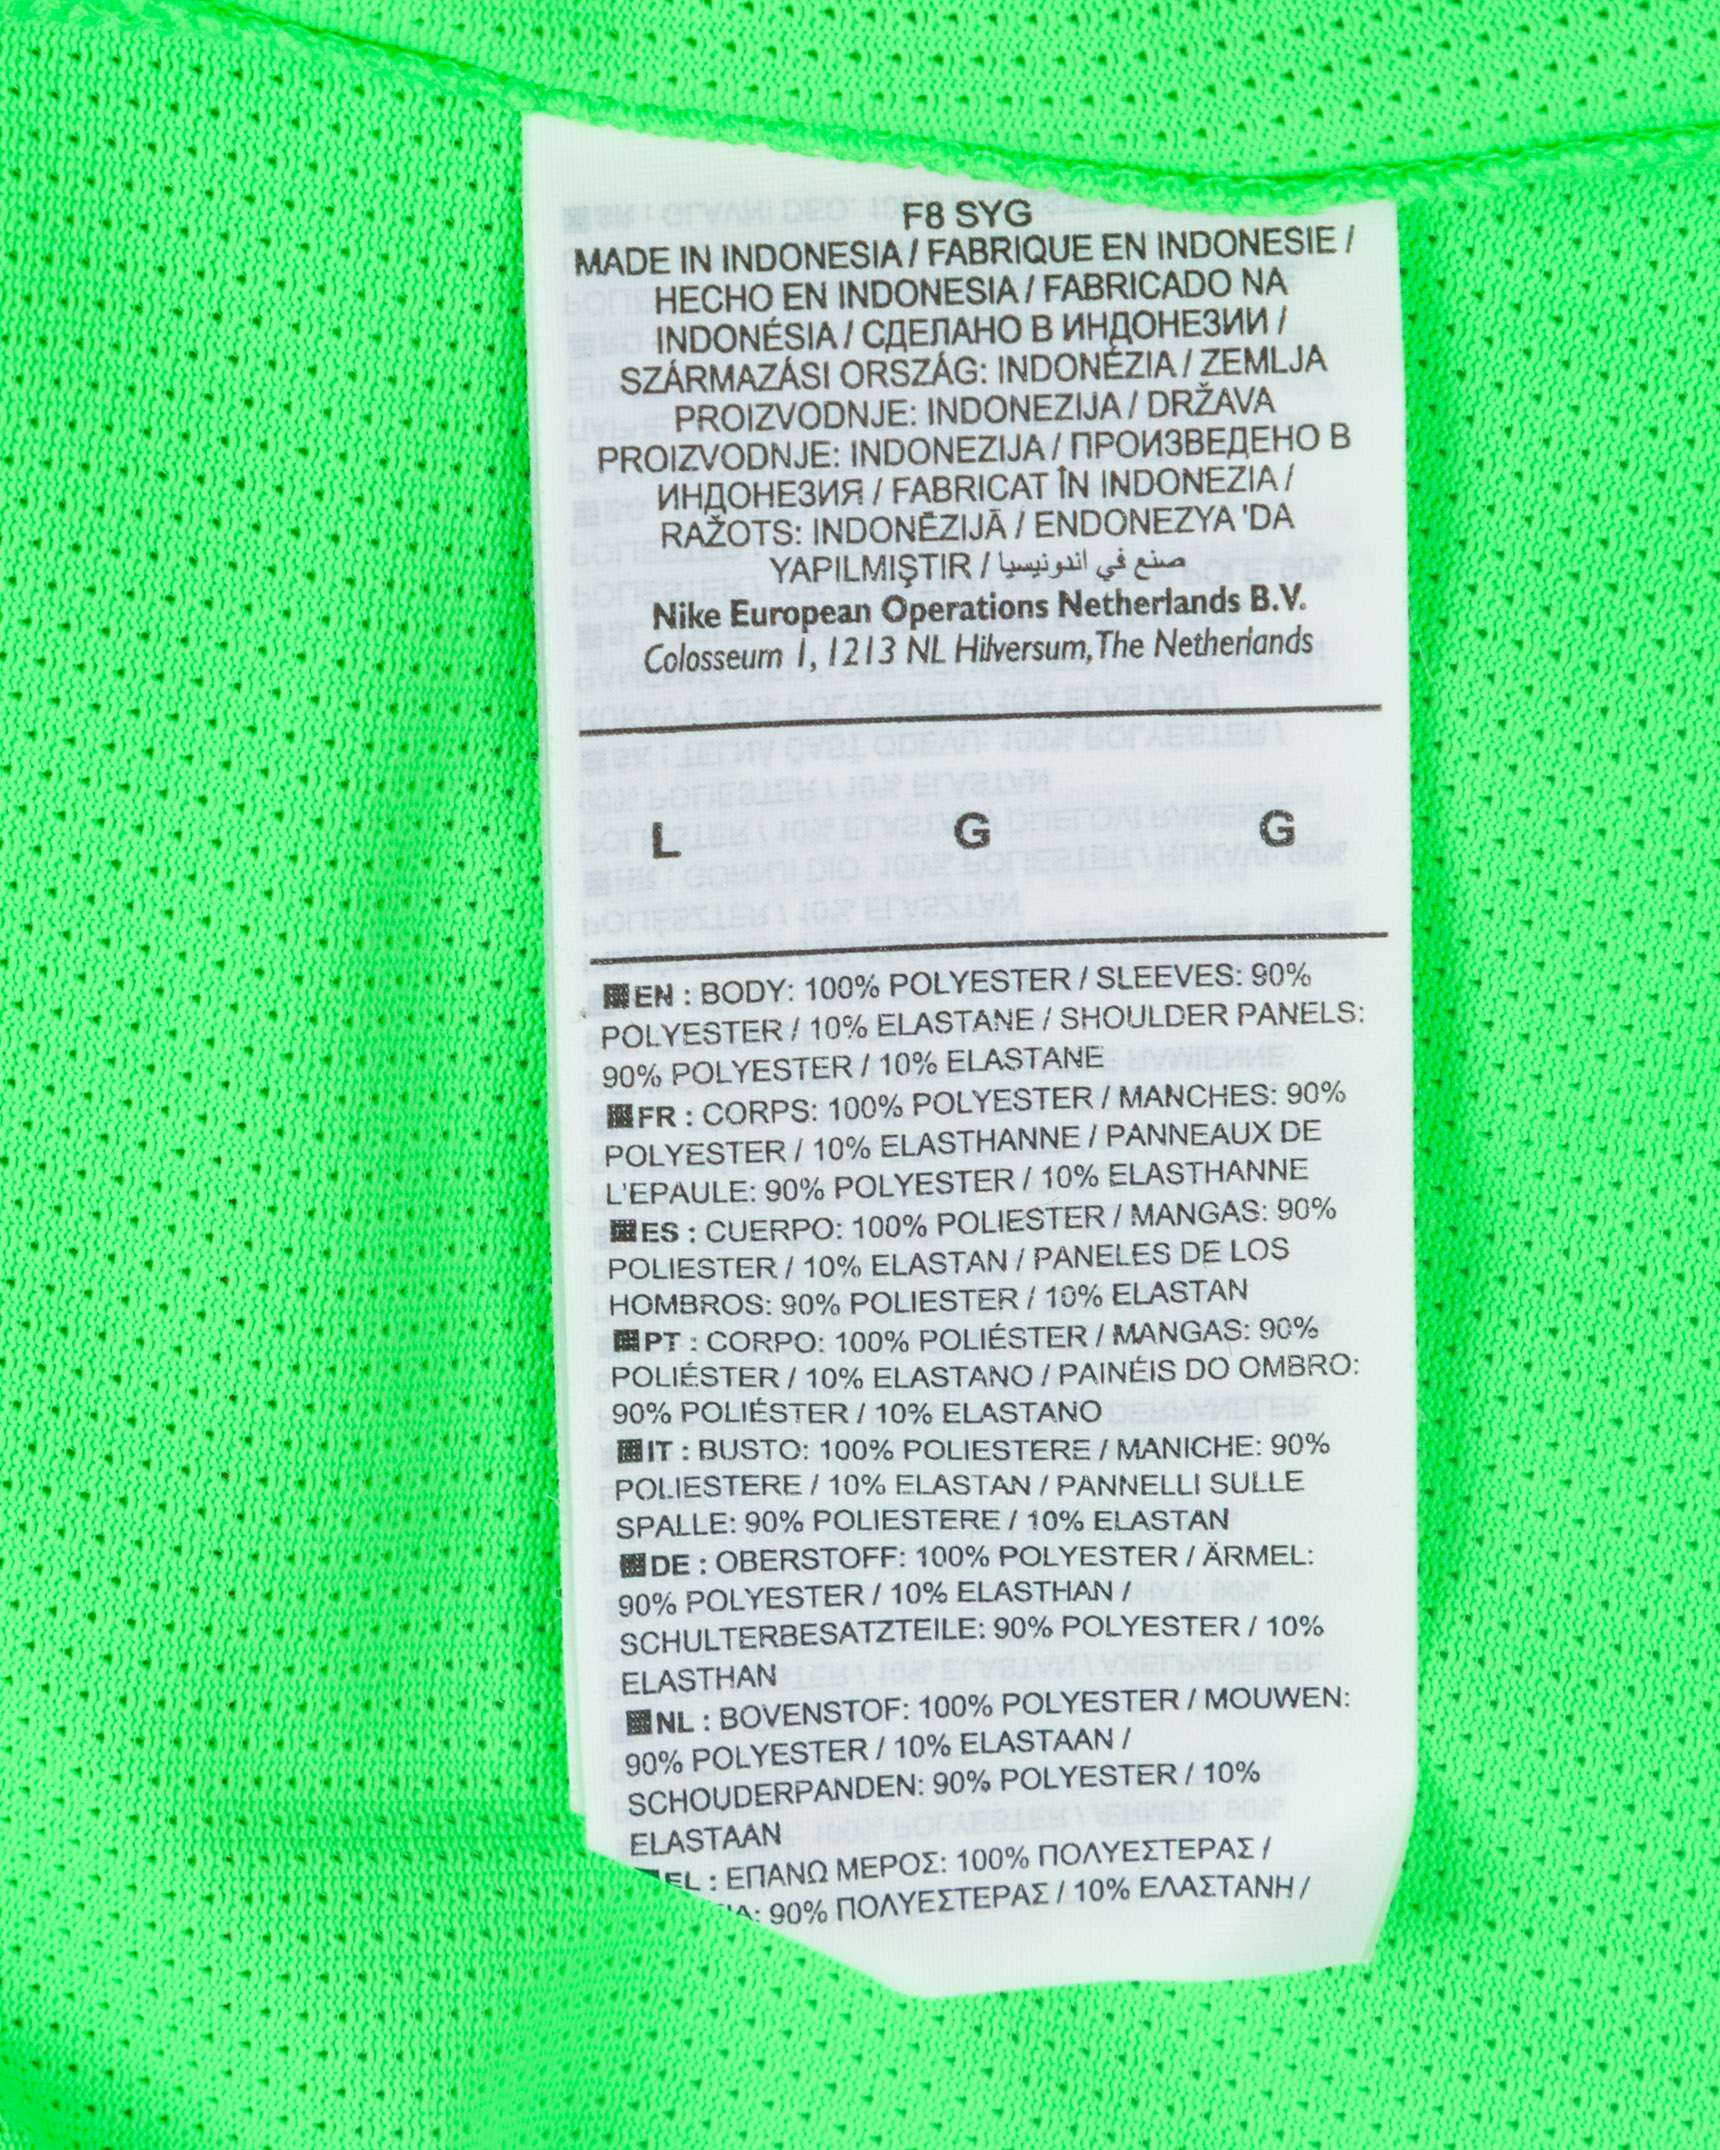 F8 SYG
MADE IN INDONESIA / FABRIQUE EN INDONESIE /
HECHO EN INDONESIA / FABRICADO NA
INDONÉSIA / СДЕЛАНО В ИНДОНЕЗИИ /
SZÁRMAZÁSI ORSZÁG: INDONÉZIA / ZEMLJA
PROIZVODNJE: INDONEZIJA / DRŽAVA
PROIZVODNJE: INDONEZIJA / ПРОИЗВЕДЕНО В
ИНДОНЕЗИЯ / FABRICAT ÎN INDONEZIA /
RAŽOTS: INDONĒZIJĀ / ENDONEZYA 'DA
YAPILMIŞTIR / صنع في اندونيسيا
Nike European Operations Netherlands B.V.
Colosseum 1, 1213 NL Hilversum, The Netherlands
L G G
EN : BODY: 100% POLYESTER / SLEEVES: 90%
POLYESTER / 10% ELASTANE / SHOULDER PANELS:
90% POLYESTER / 10% ELASTANE
FR : CORPS: 100% POLYESTER / MANCHES: 90%
POLYESTER / 10% ELASTHANNE / PANNEAUX DE
L'EPAULE: 90% POLYESTER / 10% ELASTHANNE
ES : CUERPO: 100% POLIESTER / MANGAS: 90%
POLIESTER / 10% ELASTAN / PANELES DE LOS
HOMBROS: 90% POLIESTER / 10% ELASTAN
PT : CORPO: 100% POLIÉSTER / MANGAS: 90%
POLIÉSTER / 10% ELASTANO / PAINÉIS DO OMBRO:
90% POLIÉSTER / 10% ELASTANO
IT : BUSTO: 100% POLIESTERE / MANICHE: 90%
POLIESTERE / 10% ELASTAN / PANNELLI SULLE
SPALLE: 90% POLIESTERE / 10% ELASTAN
DE : OBERSTOFF: 100% POLYESTER / ÄRMEL:
90% POLYESTER / 10% ELASTHAN /
SCHULTERBESATZTEILE: 90% POLYESTER / 10%
ELASTHAN
NL : BOVENSTOF: 100% POLYESTER / MOUWEN:
90% POLYESTER / 10% ELASTAAN /
SCHOUDERPANDEN: 90% POLYESTER / 10%
ELASTAAN
EL : ΕΠΑΝΩ ΜΕΡΟΣ: 100% ΠΟΛΥΕΣΤΕΡΑΣ /
90% ΠΟΛΥΕΣΤΕΡΑΣ / 10% ΕΛΑΣΤΑΝΗ /